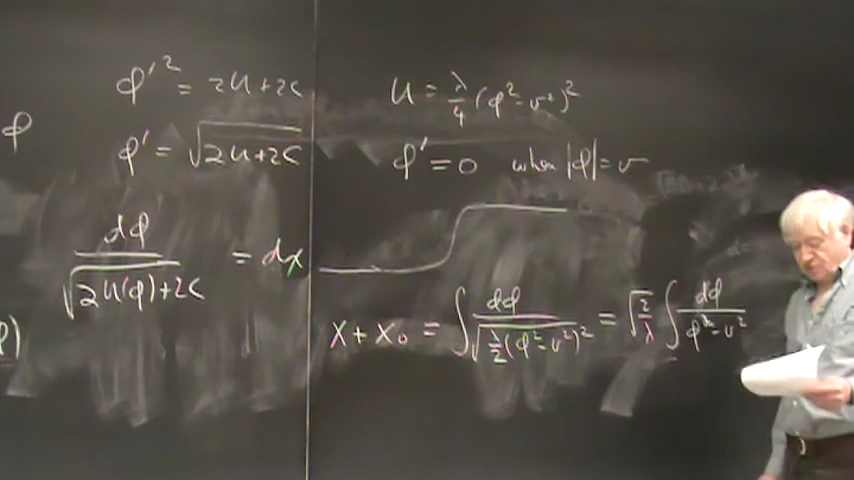 φ
φ'² = 2U+2C
φ' = √(2U+2C)
dφ / √(2U(φ)+2C) = dx
φ)
U = λ/4 (φ²-v²)²
φ' = 0 when |φ|=v
x+x₀ = ∫ dφ / √(λ/2 (φ²-v²)²) = √(2/λ) ∫ dφ / φ²-v²